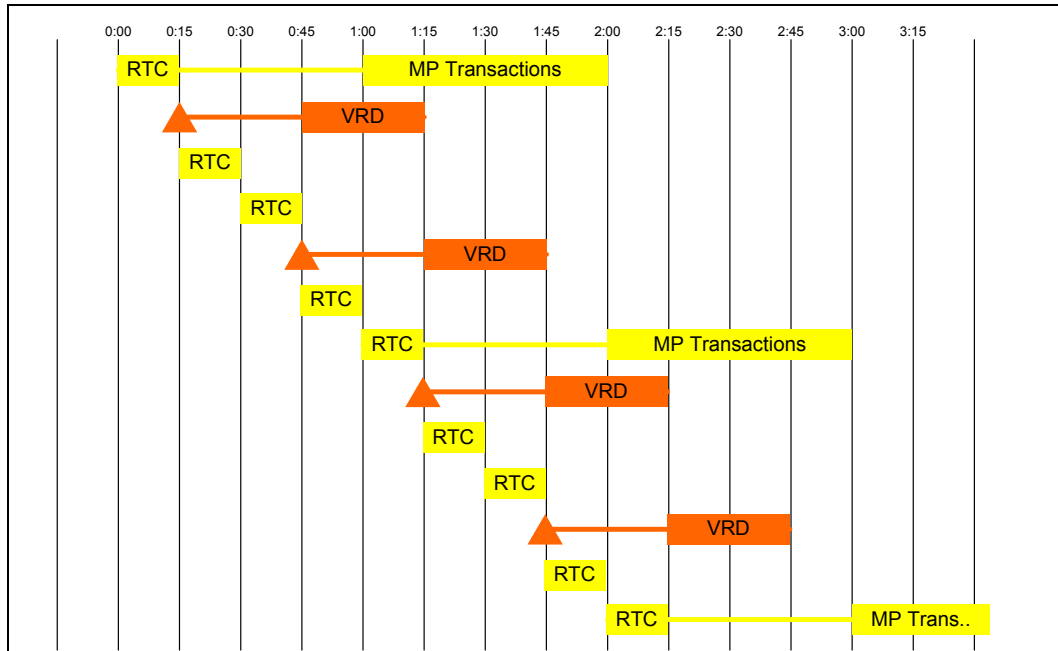 0:00 0:15 0:30 0:45 1:00 1:15 1:30 1:45 2:00 2:15 2:30 2:45 3:00 3:15
RTC MP Transactions
VRD
RTC
RTC
VRD
RTC
RTC MP Transactions
VRD
RTC
RTC
VRD
RTC
RTC MP Trans..